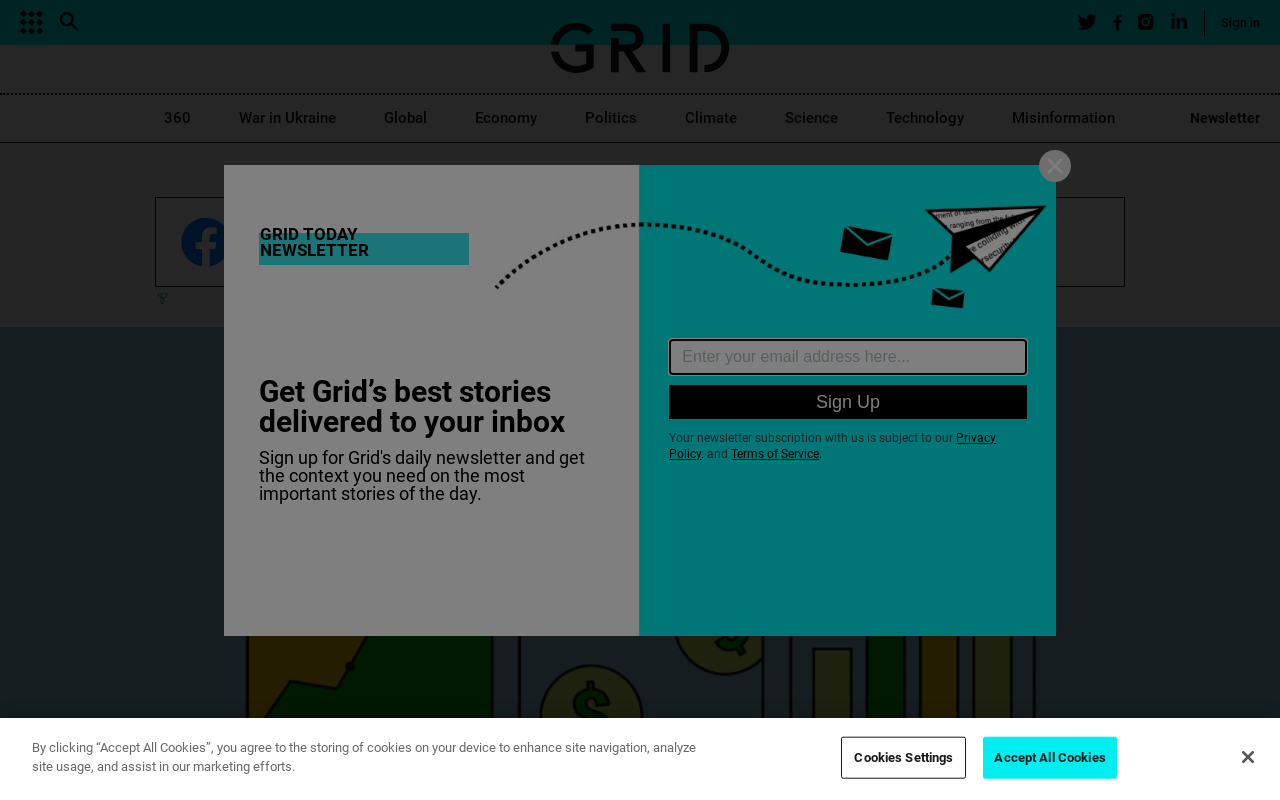 Sign in
GRID
360
War in Ukraine
Global
Economy
Politics
Climate
Science
Technology
Misinformation
Newsletter
GRID TODAY
NEWSLETTER
Get Grid’s best stories
delivered to your inbox
Sign up for Grid's daily newsletter and get
the context you need on the most
important stories of the day.
Enter your email address here...
Sign Up
Your newsletter subscription with us is subject to our Privacy
Policy. and Terms of Service.
By clicking “Accept All Cookies”, you agree to the storing of cookies on your device to enhance site navigation, analyze
site usage, and assist in our marketing efforts.
Cookies Settings
Accept All Cookies